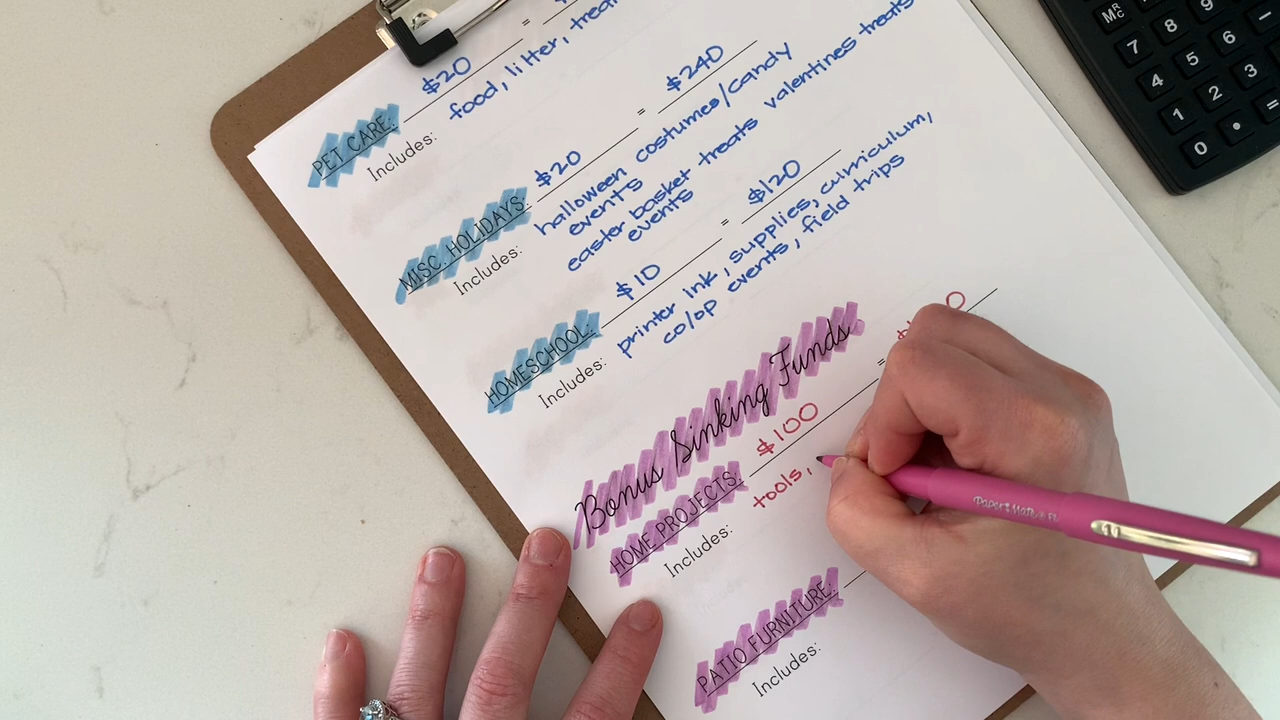 PET CARE: $20 =
Includes: food, litter,
MISC. HOLIDAYS: $20 = $240
Includes: halloween costumes/candy
events
easter basket treats valentines treats
events
HOMESCHOOL: $10 = $120
Includes: printer ink, supplies, curriculum,
co/op events, field trips
Bonus Sinking Funds
HOME PROJECTS: $100 =
Includes: tools,
PATIO FURNITURE:
Includes:
MRC
7 8 9
4 5 6 −
1 2 3
0 • =
PaperMate